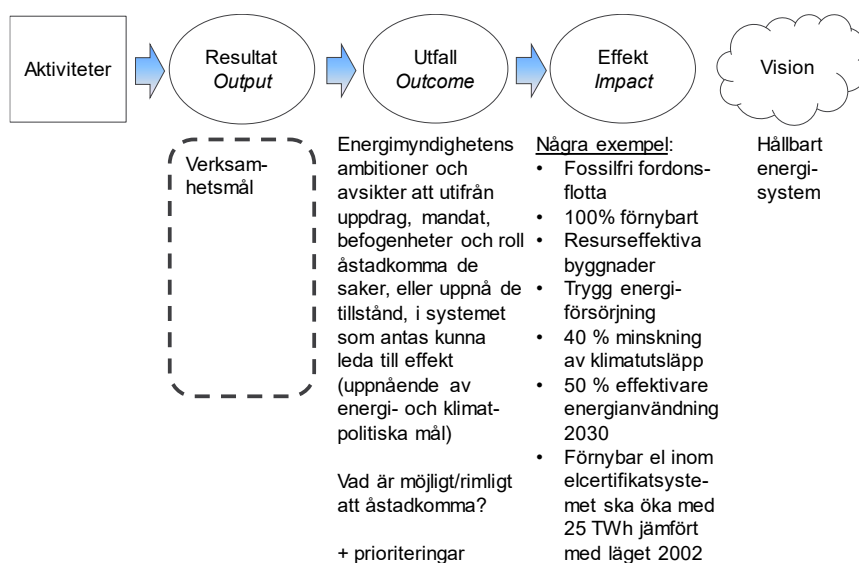 Aktiviteter
Resultat
Output
Utfall
Outcome
Effekt
Impact
Vision
Verksam-
hetsmål
Energimyndighetens
ambitioner och
avsikter att utifrån
uppdrag, mandat,
befogenheter och roll
åstadkomma de
saker, eller uppnå de
tillstånd, i systemet
som antas kunna
leda till effekt
(uppnående av
energi- och klimat-
politiska mål)
Vad är möjligt/rimligt
att åstadkomma?
+ prioriteringar
Några exempel:
• Fossilfri fordons-
flotta
• 100% förnybart
• Resurseffektiva
byggnader
• Trygg energi-
försörjning
• 40 % minskning
av klimatutsläpp
• 50 % effektivare
energianvändning
2030
• Förnybar el inom
elcertifikatsyste-
met ska öka med
25 TWh jämfört
med läget 2002
Hållbart
energi-
system